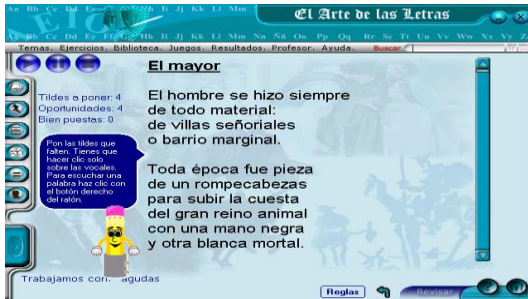 El Arte de las Letras
Temas. Ejercicios. Biblioteca. Juegos. Resultados. Profesor. Ayuda. Buscar
El mayor
Tildes a poner: 4
Oportunidades: 4
Bien puestas: 0
Pon las tildes que
falten. Tienes que
hacer clic solo
sobre las vocales.
Para escuchar una
palabra haz clic con
el botón derecho
del ratón.
El hombre se hizo siempre
de todo material:
de villas señoriales
o barrio marginal.
Toda época fue pieza
de un rompecabezas
para subir la cuesta
del gran reino animal
con una mano negra
y otra blanca mortal.
Trabajamos con: agudas
Reglas
Revisar